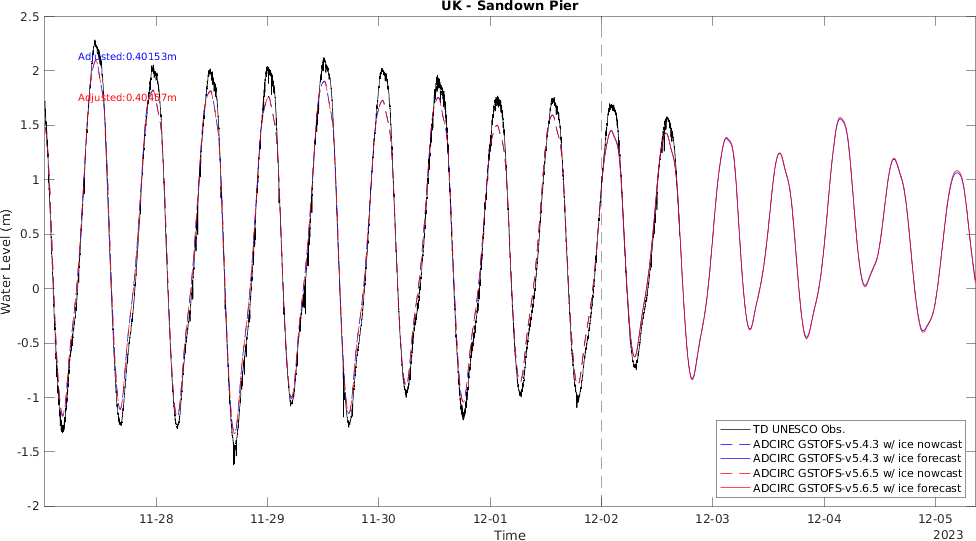 UK - Sandown Pier
2.5
2
1.5
1
0.5
0
-0.5
-1
-1.5
-2
Water Level (m)
Adjusted:0.40153m
Adjusted:0.40
11-28
11-29
11-30
12-01
12-02
12-03
12-04
12-05
Time
2023
TD UNESCO Obs.
ADCIRC GSTOFS-v5.4.3 w/ ice nowcast
ADCIRC GSTOFS-v5.4.3 w/ ice forecast
ADCIRC GSTOFS-v5.6.5 w/ ice nowcast
ADCIRC GSTOFS-v5.6.5 w/ ice forecast